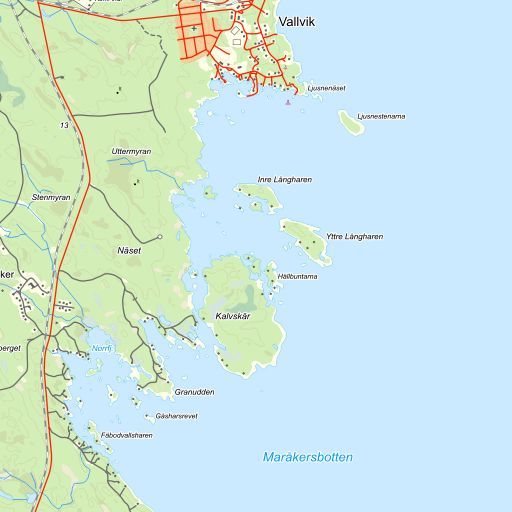 Vallvik
Ljusnenäset
Ljusnestenarna
13
Uttermyran
Inre Långharen
Stenmyran
Yttre Långharen
Näset
Hällbuntarna
ker
Kalvskär
Norrfj
berget
Granudden
Gåsharsrevet
Fäbodvallsharen
Maråkersbotten